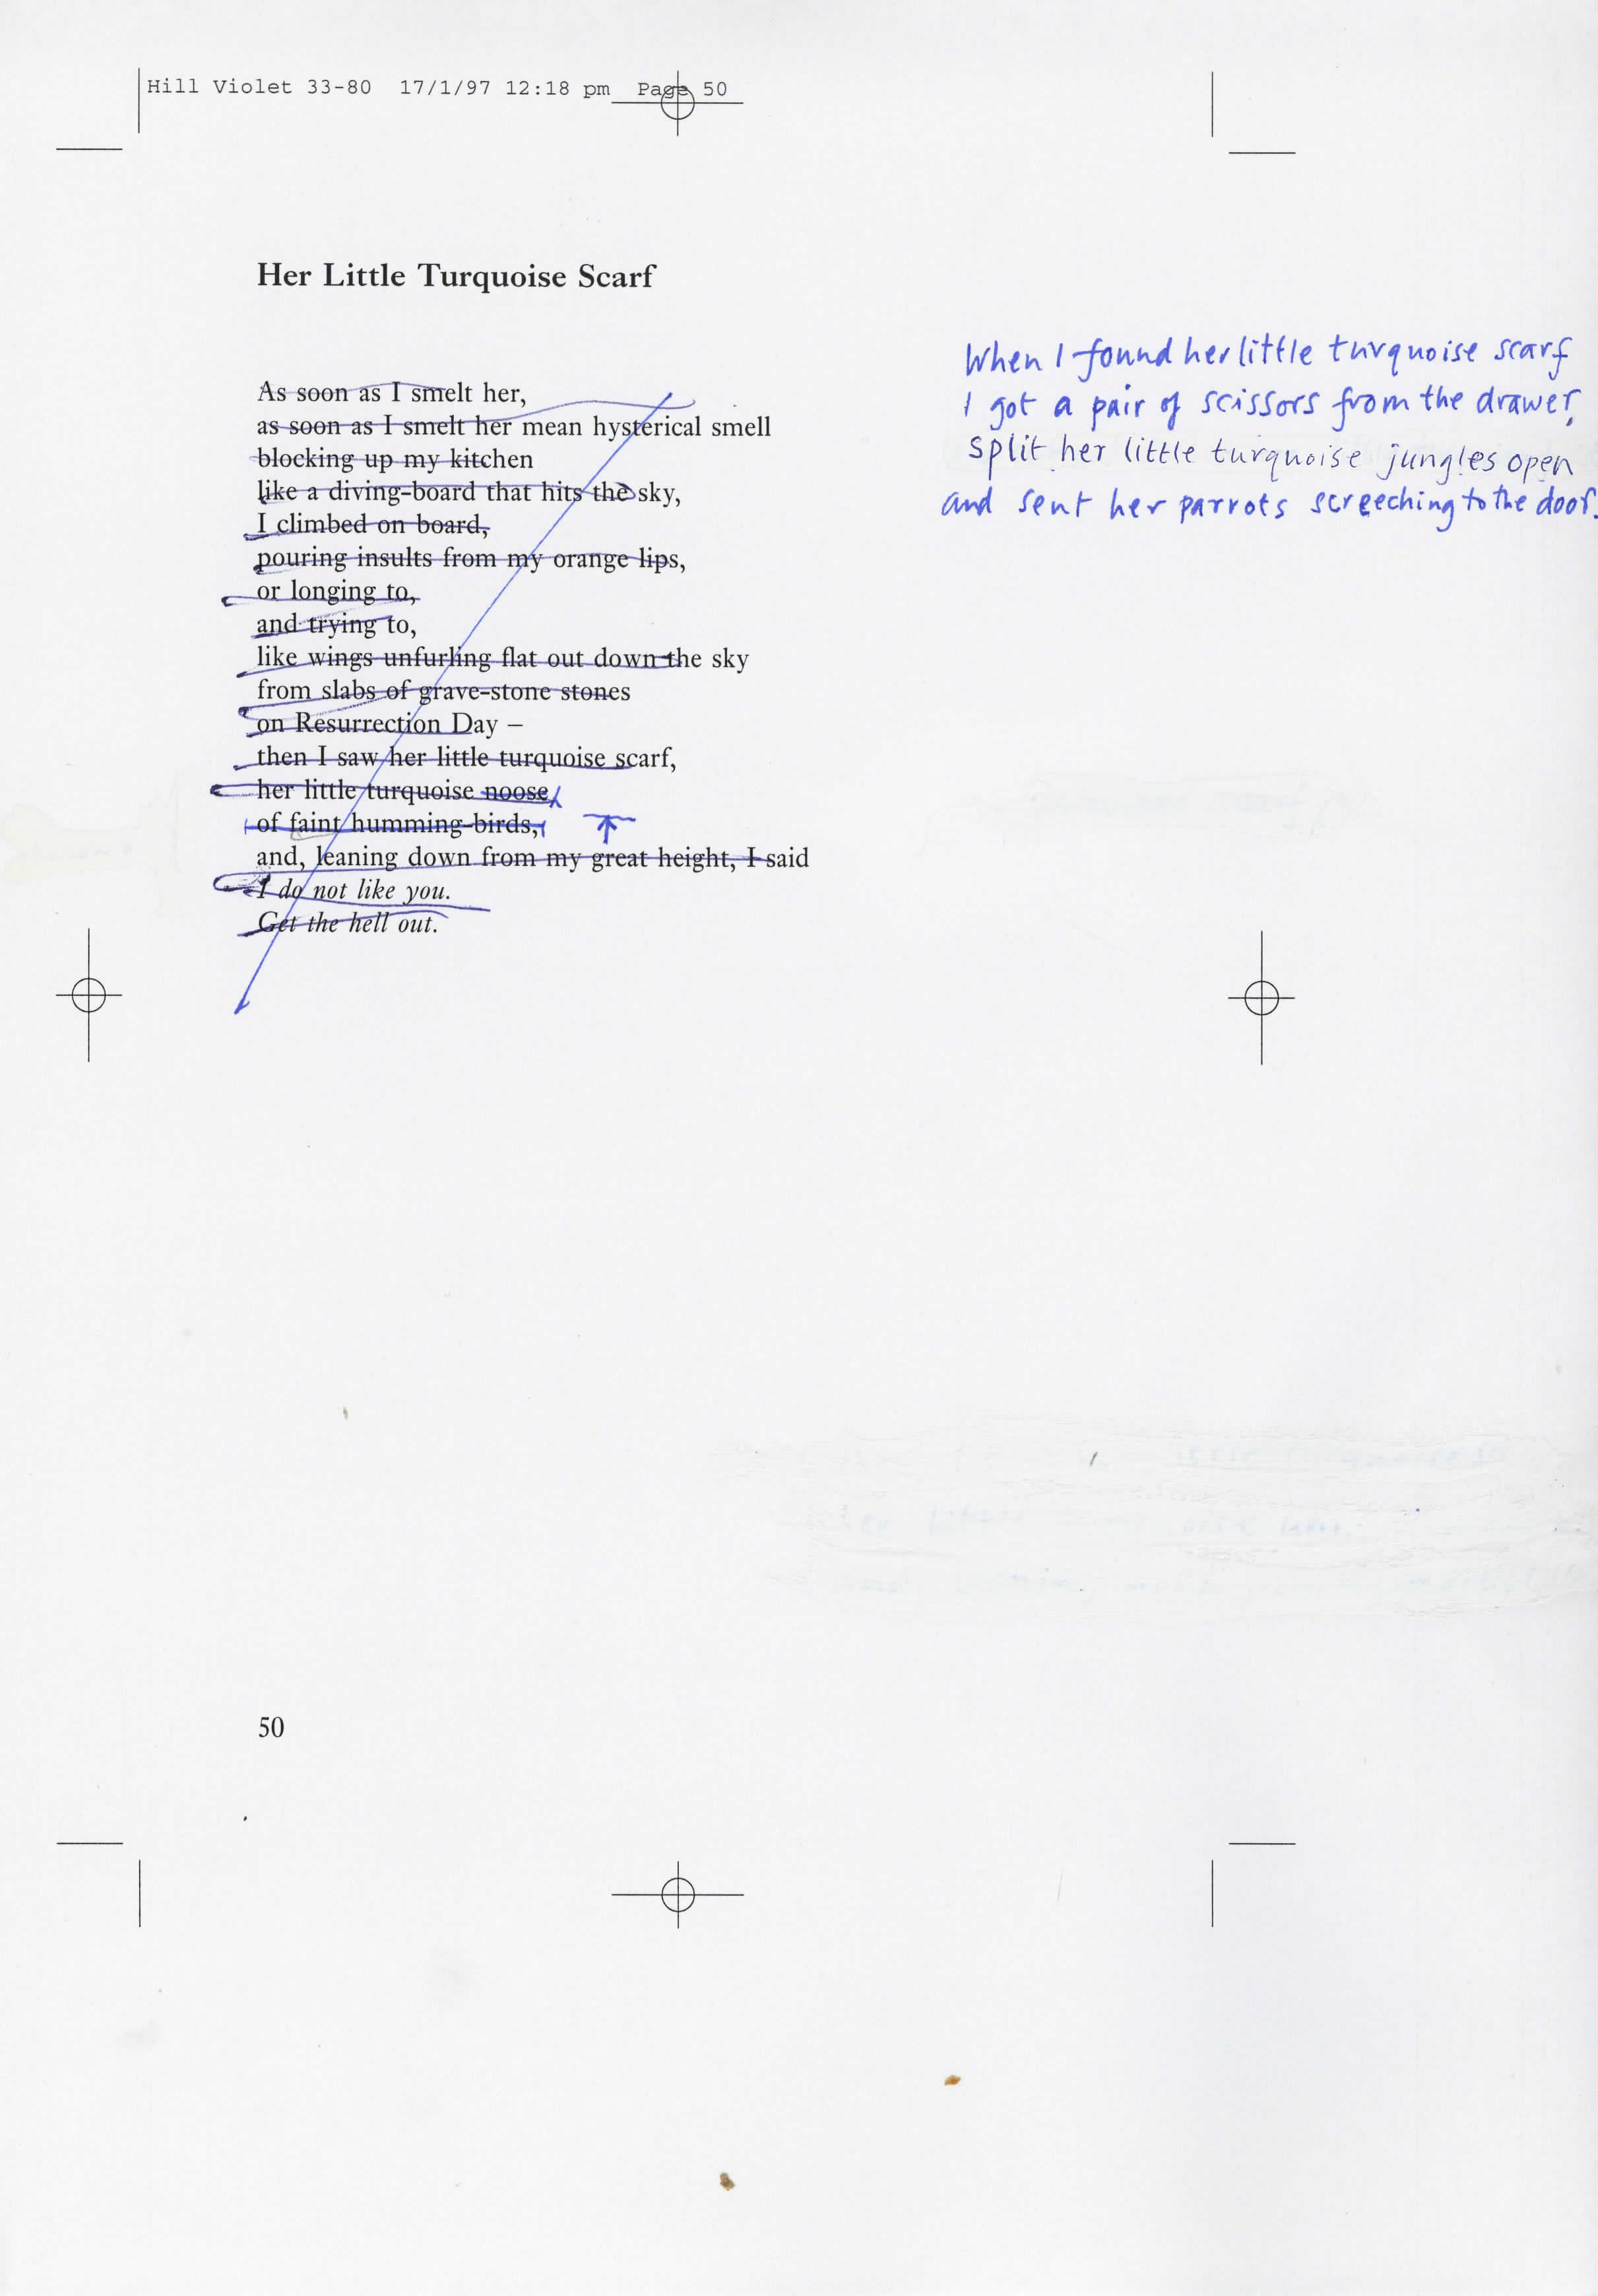 Hill Violet 33-80 17/1/97 12:18 pm Page 50
Her Little Turquoise Scarf
As soon as I smelt her,
as soon as I smelt her mean hysterical smell
blocking up my kitchen
like a diving-board that hits the sky,
I climbed on board,
pouring insults from my orange lips,
or longing to,
and trying to,
like wings unfurling flat out down the sky
from slabs of grave-stone stones
on Resurrection Day –
then I saw her little turquoise scarf,
her little turquoise noose
of faint humming-birds,
and, leaning down from my great height, I said
I do not like you.
Get the hell out.
When I found her little turquoise scarf
I got a pair of scissors from the drawer,
split her little turquoise jungles open
and sent her parrots screeching to the door.
50